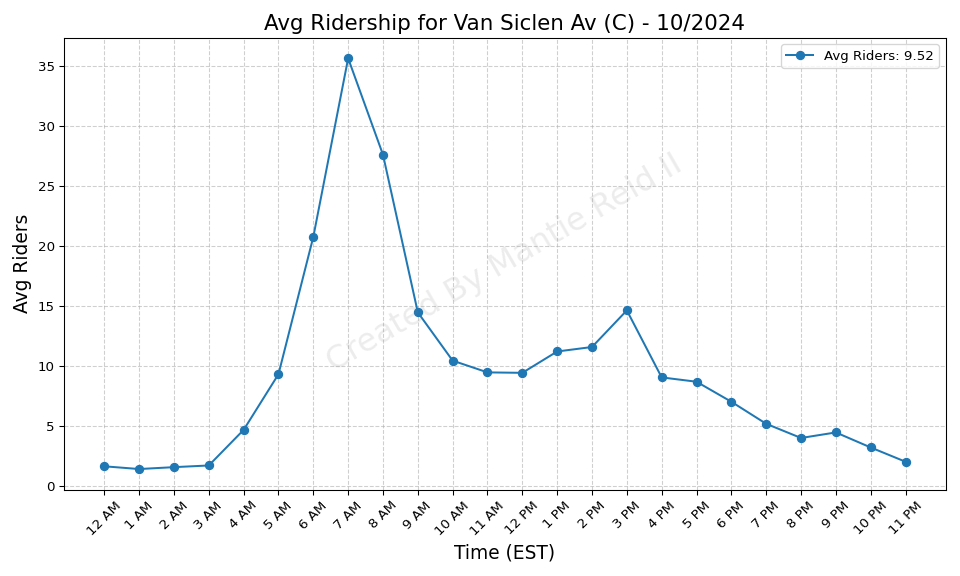 Avg Ridership for Van Siclen Av (C) - 10/2024
Avg Riders: 9.52
Avg Riders
35
30
25
20
15
10
5
0
Created By Mantie Reid II
12 AM
1 AM
2 AM
3 AM
4 AM
5 AM
6 AM
7 AM
8 AM
9 AM
10 AM
11 AM
12 PM
1 PM
2 PM
3 PM
4 PM
5 PM
6 PM
7 PM
8 PM
9 PM
10 PM
11 PM
Time (EST)